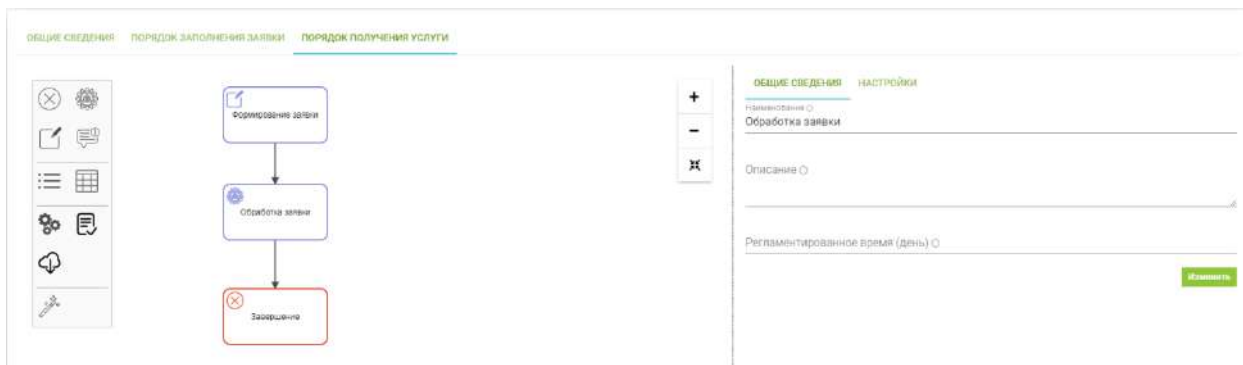 ОБЩИЕ СВЕДЕНИЯ ПОРЯДОК ЗАПОЛНЕНИЯ ЗАЯВКИ ПОРЯДОК ПОЛУЧЕНИЯ УСЛУГИ
ОБЩИЕ СВЕДЕНИЯ НАСТРОЙКИ
Наименование
Обработка заявки
Описание
Регламентированное время (день)
Изменить
Формирование заявки
Обработка заявки
Завершение